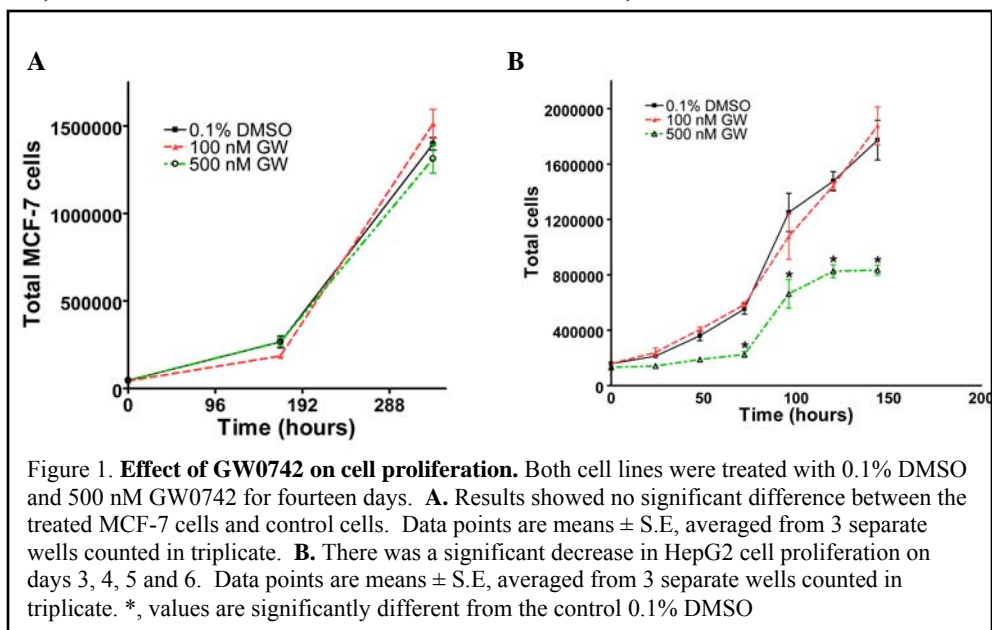 A
Total MCF-7 cells
1500000
1000000
500000
0
0.1% DMSO
100 nM GW
500 nM GW
0 96 192 288
Time (hours)
B
Total cells
2000000
1600000
1200000
800000
400000
0
0.1% DMSO
100 nM GW
500 nM GW
*
*
*
*
0 50 100 150 200
Time (hours)
Figure 1. Effect of GW0742 on cell proliferation. Both cell lines were treated with 0.1% DMSO
and 500 nM GW0742 for fourteen days. A. Results showed no significant difference between the
treated MCF-7 cells and control cells. Data points are means ± S.E, averaged from 3 separate
wells counted in triplicate. B. There was a significant decrease in HepG2 cell proliferation on
days 3, 4, 5 and 6. Data points are means ± S.E, averaged from 3 separate wells counted in
triplicate. *, values are significantly different from the control 0.1% DMSO